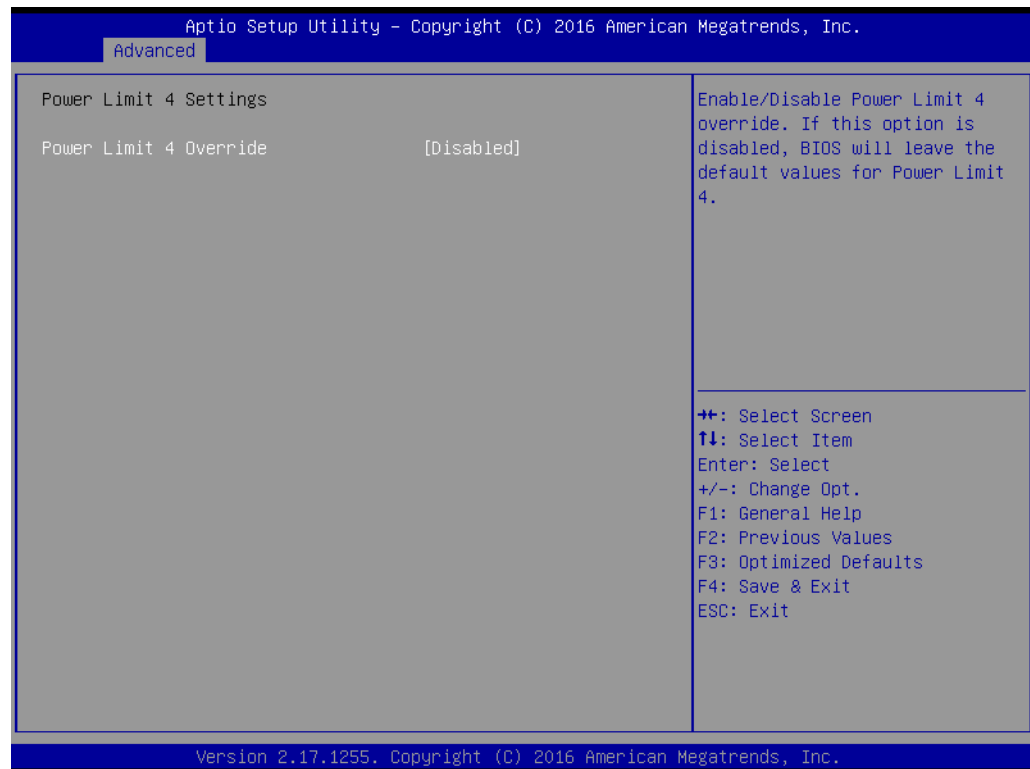 Aptio Setup Utility – Copyright (C) 2016 American Megatrends, Inc.
Advanced
Power Limit 4 Settings
Power Limit 4 Override [Disabled]
Enable/Disable Power Limit 4
override. If this option is
disabled, BIOS will leave the
default values for Power Limit
4.
→←: Select Screen
↑↓: Select Item
Enter: Select
+/-: Change Opt.
F1: General Help
F2: Previous Values
F3: Optimized Defaults
F4: Save & Exit
ESC: Exit
Version 2.17.1255. Copyright (C) 2016 American Megatrends, Inc.